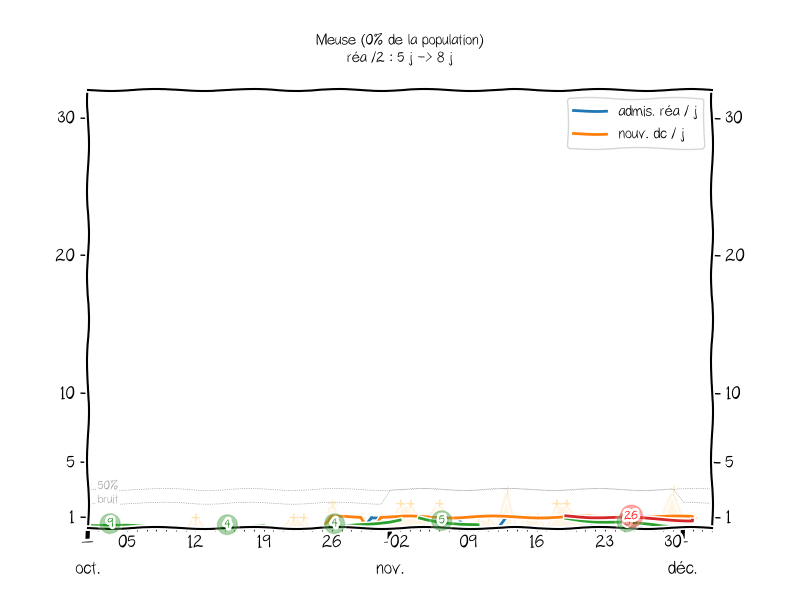 Meuse (0% de la population)
réa /2 : 5 j -> 8 j
admis. réa / j
nouv. dc / j
30 30
20 20
10 10
5 5
50%
bruit
1 1
9 4 4 5 26
05 12 19 26 02 09 16 23 30
oct. nov. déc.